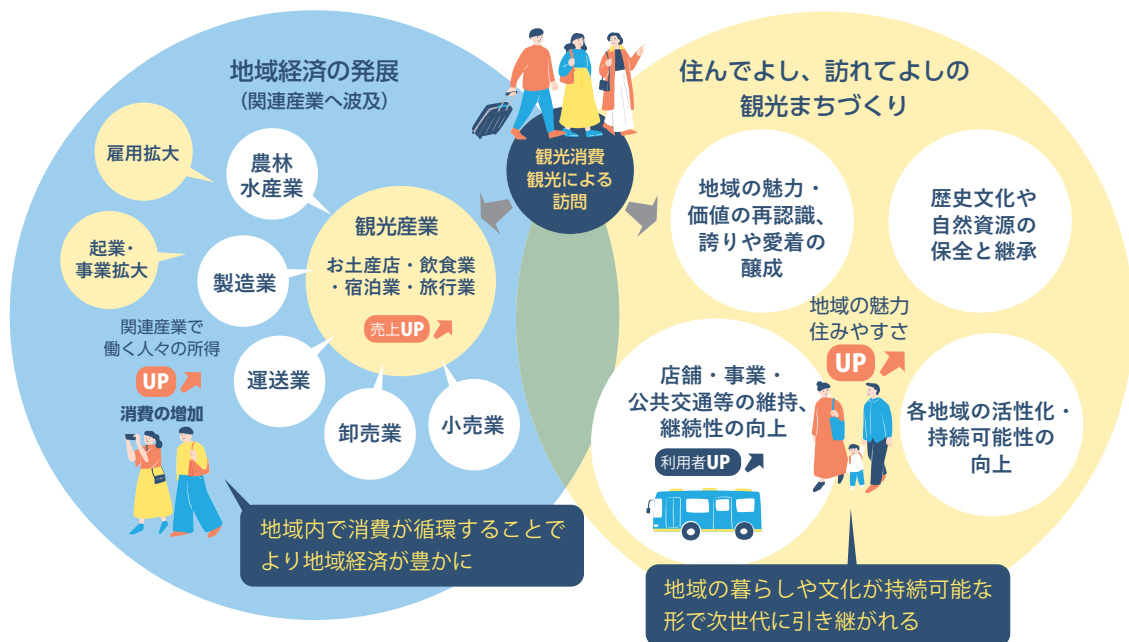 地域経済の発展
（関連産業へ波及）
雇用拡大
農林
水産業
起業・
事業拡大
製造業
観光産業
お土産店・飲食業
・宿泊業・旅行業
売上UP
関連産業で
働く人々の所得
UP
消費の増加
運送業
卸売業
小売業
地域内で消費が循環することで
より地域経済が豊かに
観光消費
観光による
訪問
住んでよし、訪れてよしの
観光まちづくり
地域の魅力・
価値の再認識、
誇りや愛着の
醸成
歴史文化や
自然資源の
保全と継承
地域の魅力
住みやすさ
UP
店舗・事業・
公共交通等の維持、
継続性の向上
利用者UP
各地域の活性化・
持続可能性の
向上
地域の暮らしや文化が持続可能な
形で次世代に引き継がれる